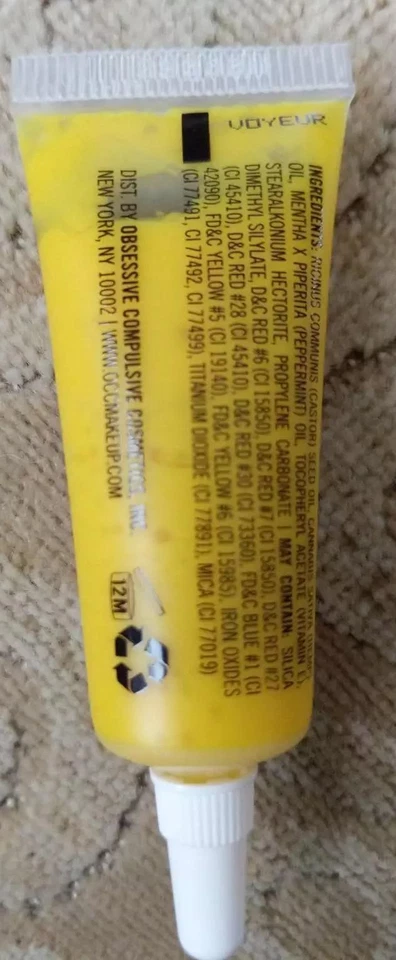 VOYEUR
INGREDIENTS: RICINUS COMMUNIS (CASTOR) SEED OIL, CANNABIS SATIVA (HEMP)
OIL, MENTHA X PIPERITA (PEPPERMINT) OIL, TOCOPHERYL ACETATE (VITAMIN E),
STEARALKONIUM HECTORITE, PROPYLENE CARBONATE | MAY CONTAIN: SILICA
DIMETHYL SILYLATE, D&C RED #6 (CI 15850), D&C RED #7 (CI 15850), D&C RED #27
(CI 45410), D&C RED #28 (CI 45410), D&C RED #30 (CI 73360), FD&C BLUE #1 (CI
42090), FD&C YELLOW #5 (CI 19140), FD&C YELLOW #6 (CI 15985), IRON OXIDES
(CI 77491, CI 77492, CI 77499), TITANIUM DIOXIDE (CI 77891), MICA (CI 77019)
DIST. BY OBSESSIVE COMPULSIVE COSMETICS, INC.
NEW YORK, NY 10002 | WWW.OCCMAKEUP.COM
12M